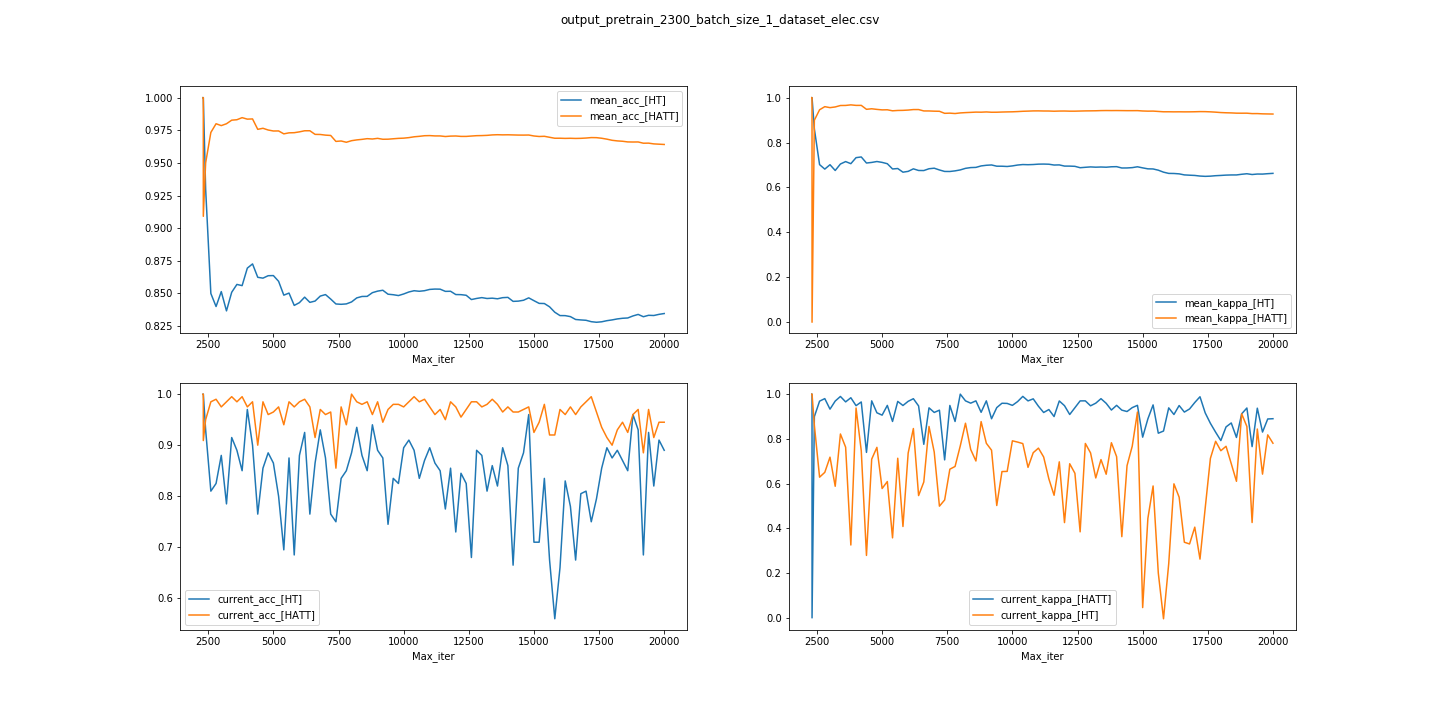 output_pretrain_2300_batch_size_1_dataset_elec.csv
1.000
0.975
0.950
0.925
0.900
0.875
0.850
0.825
mean_acc_[HT]
mean_acc_[HATT]
2500 5000 7500 10000 12500 15000 17500 20000
Max_iter
1.0
0.8
0.6
0.4
0.2
0.0
mean_kappa_[HT]
mean_kappa_[HATT]
2500 5000 7500 10000 12500 15000 17500 20000
Max_iter
1.0
0.9
0.8
0.7
0.6
current_acc_[HT]
current_acc_[HATT]
2500 5000 7500 10000 12500 15000 17500 20000
Max_iter
1.0
0.8
0.6
0.4
0.2
0.0
current_kappa_[HATT]
current_kappa_[HT]
2500 5000 7500 10000 12500 15000 17500 20000
Max_iter